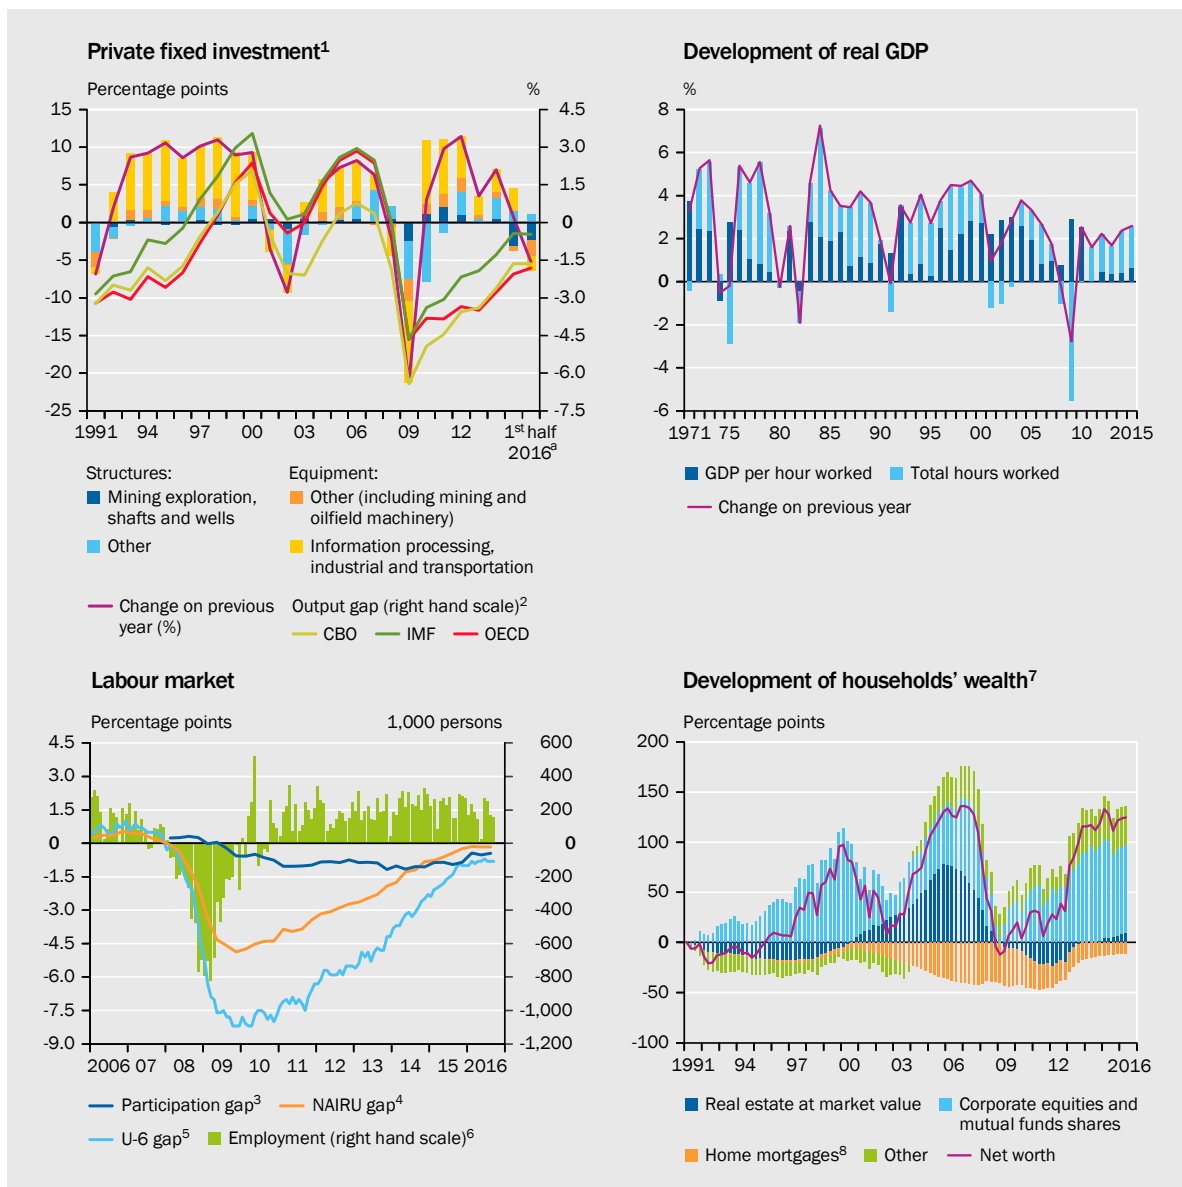 Private fixed investment1
Percentage points %
15 4.5
10 3.0
5 1.5
0 0
-5 -1.5
-10 -3.0
-15 -4.5
-20 -6.0
-25 -7.5
1991 94 97 00 03 06 09 12 1st half
2016a
Structures:
Mining exploration,
shafts and wells
Other
Equipment:
Other (including mining and
oilfield machinery)
Information processing,
industrial and transportation
Change on previous
year (%)
Output gap (right hand scale)2
CBO IMF OECD
Development of real GDP
%
8
6
4
2
0
-2
-4
-6
1971 75 80 85 90 95 00 05 10 2015
GDP per hour worked Total hours worked
Change on previous year
Labour market
Percentage points 1,000 persons
4.5 600
3.0 400
1.5 200
0 0
-1.5 -200
-3.0 -400
-4.5 -600
-6.0 -800
-7.5 -1,000
-9.0 -1,200
2006 07 08 09 10 11 12 13 14 15 2016
Participation gap3 NAIRU gap4
U-6 gap5 Employment (right hand scale)6
Development of households' wealth7
Percentage points
200
150
100
50
0
-50
-100
1991 94 97 00 03 06 09 12 2016
Real estate at market value Corporate equities and
mutual funds shares
Home mortgages8 Other Net worth